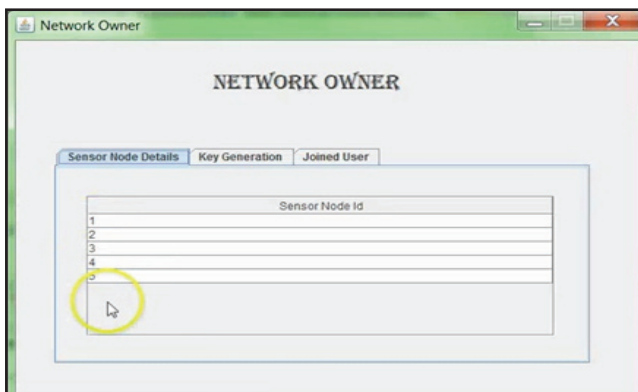 Network Owner
NETWORK OWNER
Sensor Node Details Key Generation Joined User
Sensor Node Id
1
2
3
4
5